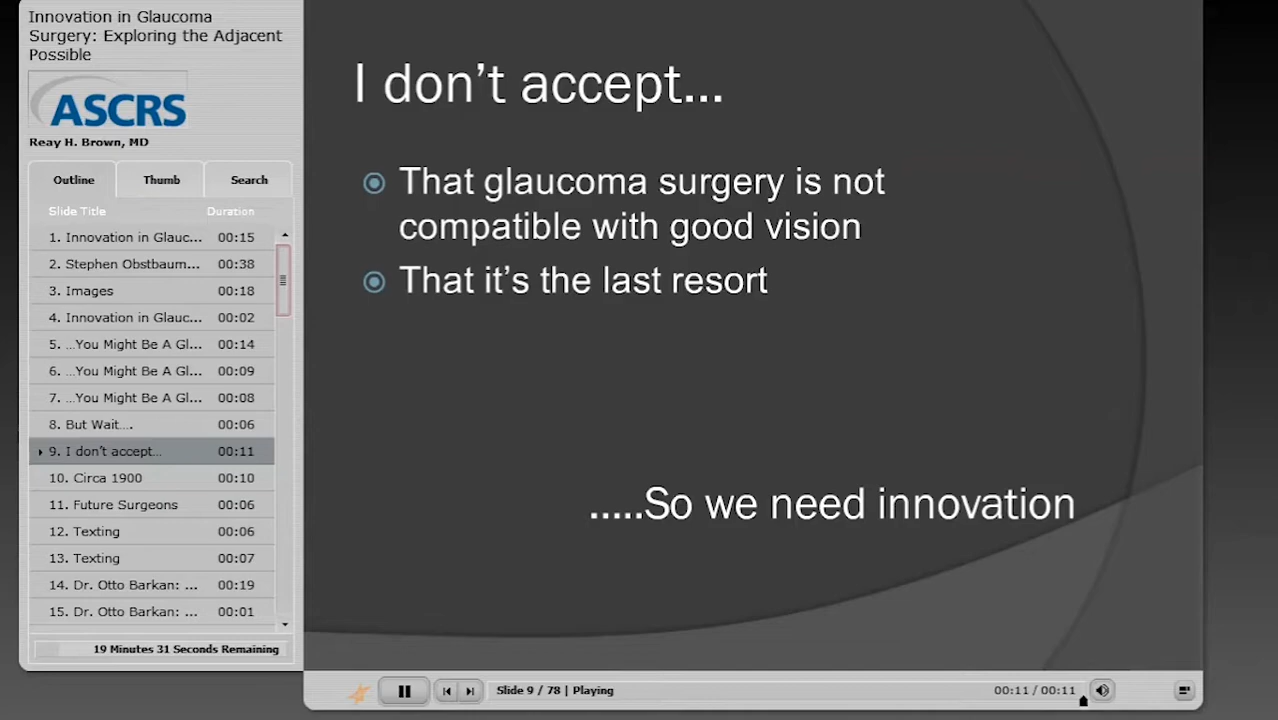 Innovation in Glaucoma
Surgery: Exploring the Adjacent
Possible
ASCRS
Reay H. Brown, MD
Outline
Thumb
Search
Slide Title
Duration
1. Innovation in Glauc... 00:15
2. Stephen Obstbaum... 00:38
3. Images 00:18
4. Innovation in Glauc... 00:02
5. ...You Might Be A Gl... 00:14
6. ...You Might Be A Gl... 00:09
7. ...You Might Be A Gl... 00:08
8. But Wait.... 00:06
9. I don't accept... 00:11
10. Circa 1900 00:10
11. Future Surgeons 00:06
12. Texting 00:06
13. Texting 00:07
14. Dr. Otto Barkan: ... 00:19
15. Dr. Otto Barkan: ... 00:01
19 Minutes 31 Seconds Remaining
I don't accept...
That glaucoma surgery is not
compatible with good vision
That it's the last resort
.....So we need innovation
Slide 9 / 78 | Playing
00:11 / 00:11